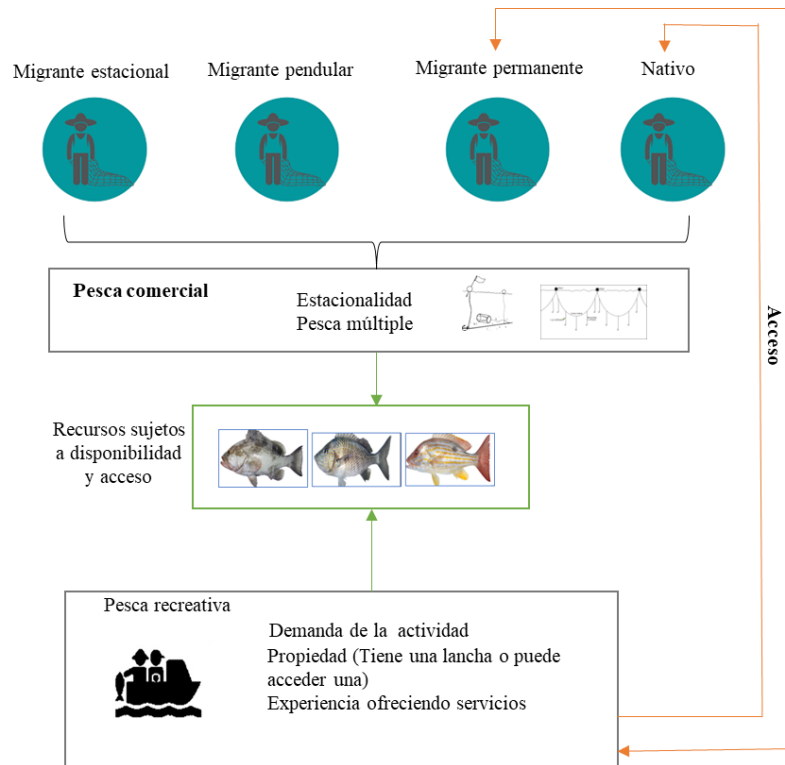 Migrante estacional
Migrante pendular
Migrante permanente
Nativo
Pesca comercial
Estacionalidad
Pesca múltiple
Acceso
Recursos sujetos
a disponibilidad
y acceso
Pesca recreativa
Demanda de la actividad
Propiedad (Tiene una lancha o puede
acceder una)
Experiencia ofreciendo servicios